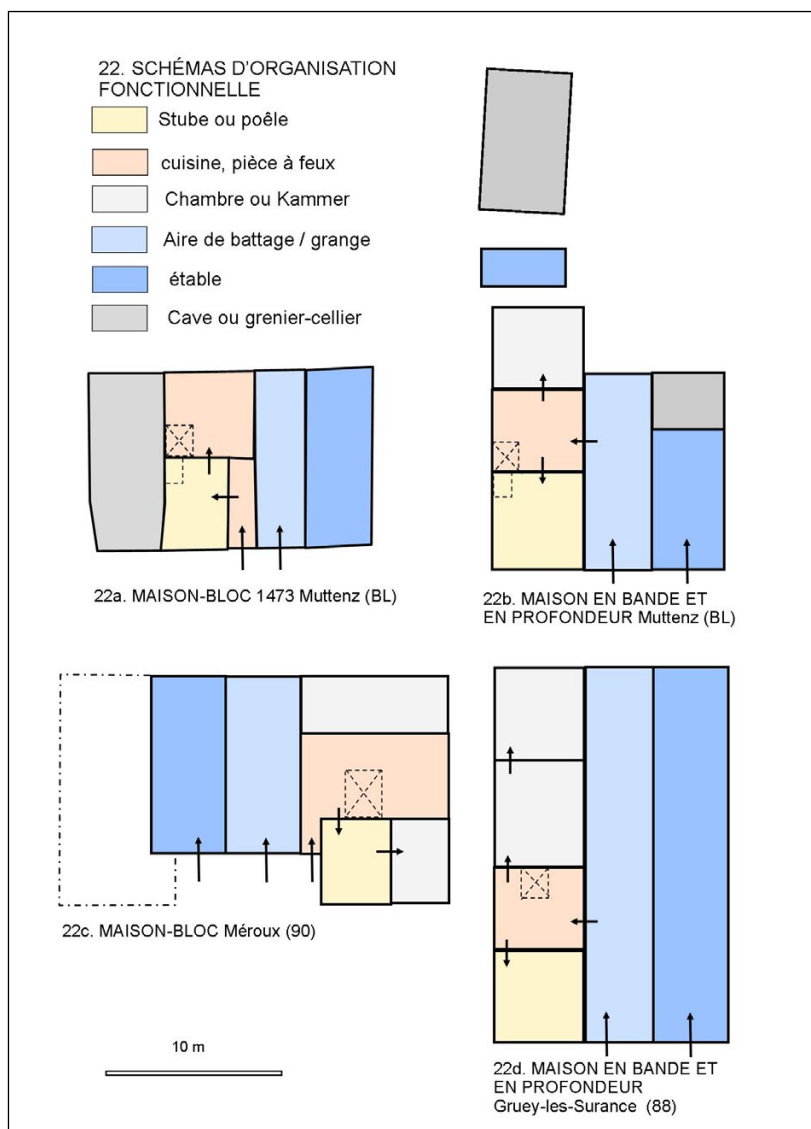 22. SCHÉMAS D'ORGANISATION
FONCTIONNELLE
Stube ou poêle
cuisine, pièce à feux
Chambre ou Kammer
Aire de battage / grange
étable
Cave ou grenier-cellier
22a. MAISON-BLOC 1473 Muttenz (BL)
22b. MAISON EN BANDE ET
EN PROFONDEUR Muttenz (BL)
22c. MAISON-BLOC Méroux (90)
10 m
22d. MAISON EN BANDE ET
EN PROFONDEUR
Gruey-les-Surance (88)